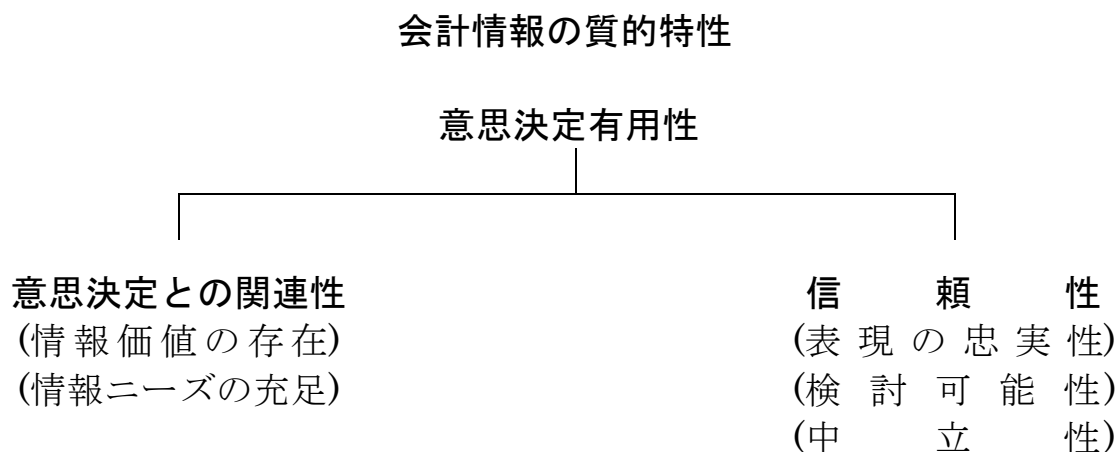 会計情報の質的特性
意思決定有用性
意思決定との関連性
(情報価値の存在)
(情報ニーズの充足)
信頼性
(表現の忠実性)
(検討可能性)
(中立性)